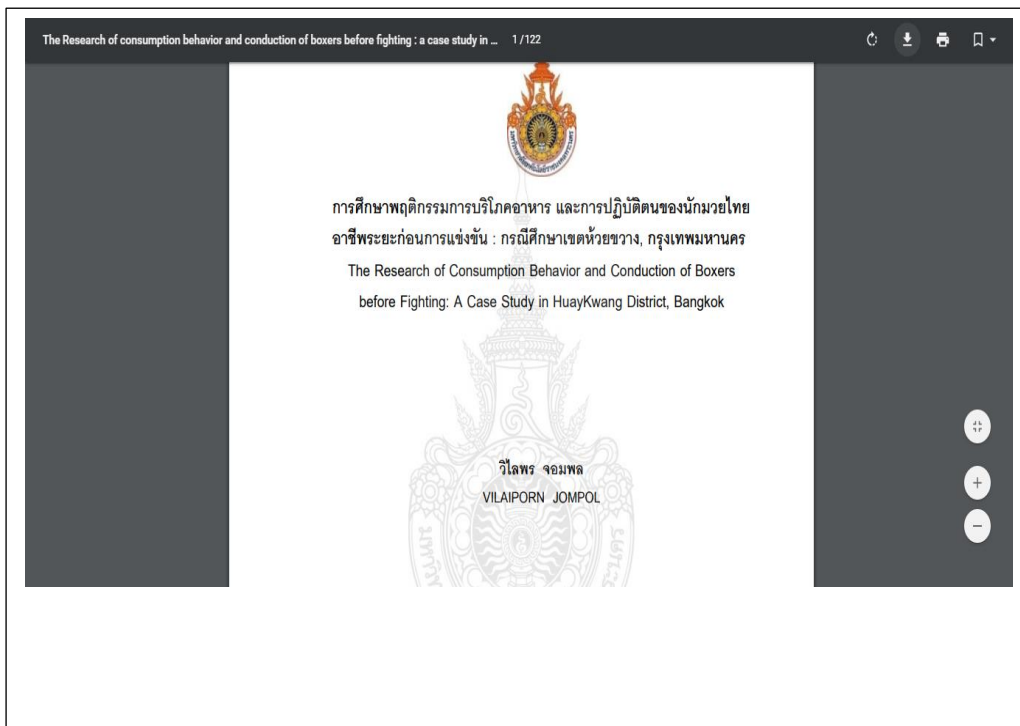 The Research of consumption behavior and conduction of boxers before fighting : a case study in ... 1 / 122
การศึกษาพฤติกรรมการบริโภคอาหาร และการปฏิบัติตนของนักมวยไทย
อาชีพระยะก่อนการแข่งขัน : กรณีศึกษาเขตห้วยขวาง, กรุงเทพมหานคร
The Research of Consumption Behavior and Conduction of Boxers
before Fighting: A Case Study in HuayKwang District, Bangkok
วิไลพร จอมพล
VILAIPORN JOMPOL